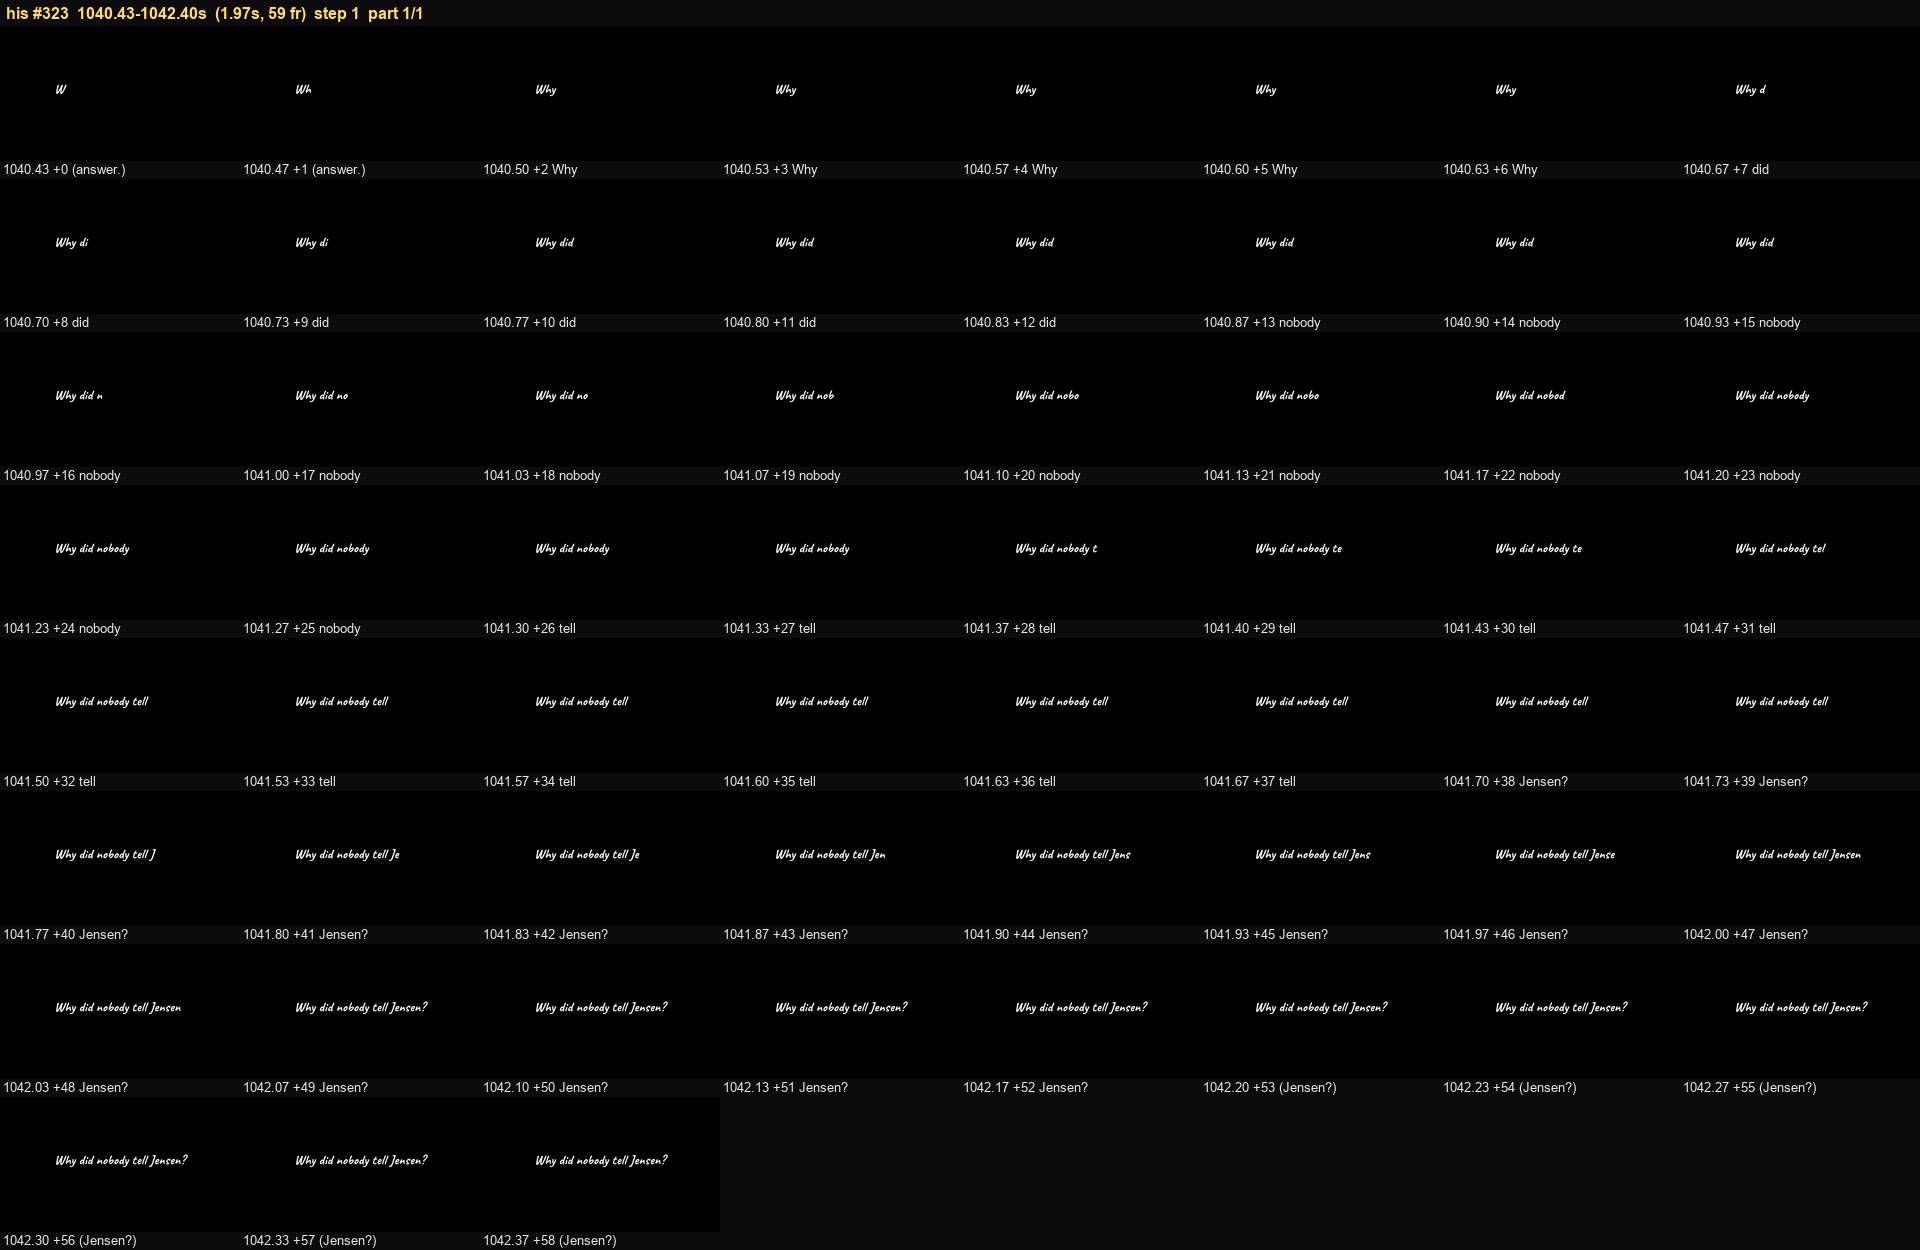 his #323 1040.43-1042.40s (1.97s, 59 fr) step 1 part 1/1
W Wh Why Why Why Why Why Why d
1040.43 +0 (answer.) 1040.47 +1 (answer.) 1040.50 +2 Why 1040.53 +3 Why 1040.57 +4 Why 1040.60 +5 Why 1040.63 +6 Why 1040.67 +7 did
Why di Why di Why did Why did Why did Why did Why did Why did
1040.70 +8 did 1040.73 +9 did 1040.77 +10 did 1040.80 +11 did 1040.83 +12 did 1040.87 +13 nobody 1040.90 +14 nobody 1040.93 +15 nobody
Why did n Why did no Why did no Why did nob Why did nobo Why did nobo Why did nobod Why did nobody
1040.97 +16 nobody 1041.00 +17 nobody 1041.03 +18 nobody 1041.07 +19 nobody 1041.10 +20 nobody 1041.13 +21 nobody 1041.17 +22 nobody 1041.20 +23 nobody
Why did nobody Why did nobody Why did nobody Why did nobody Why did nobody t Why did nobody te Why did nobody te Why did nobody tel
1041.23 +24 nobody 1041.27 +25 nobody 1041.30 +26 tell 1041.33 +27 tell 1041.37 +28 tell 1041.40 +29 tell 1041.43 +30 tell 1041.47 +31 tell
Why did nobody tell Why did nobody tell Why did nobody tell Why did nobody tell Why did nobody tell Why did nobody tell Why did nobody tell Why did nobody tell
1041.50 +32 tell 1041.53 +33 tell 1041.57 +34 tell 1041.60 +35 tell 1041.63 +36 tell 1041.67 +37 tell 1041.70 +38 Jensen? 1041.73 +39 Jensen?
Why did nobody tell J Why did nobody tell Je Why did nobody tell Je Why did nobody tell Jen Why did nobody tell Jens Why did nobody tell Jens Why did nobody tell Jense Why did nobody tell Jensen
1041.77 +40 Jensen? 1041.80 +41 Jensen? 1041.83 +42 Jensen? 1041.87 +43 Jensen? 1041.90 +44 Jensen? 1041.93 +45 Jensen? 1041.97 +46 Jensen? 1042.00 +47 Jensen?
Why did nobody tell Jensen Why did nobody tell Jensen? Why did nobody tell Jensen? Why did nobody tell Jensen? Why did nobody tell Jensen? Why did nobody tell Jensen? Why did nobody tell Jensen? Why did nobody tell Jensen?
1042.03 +48 Jensen? 1042.07 +49 Jensen? 1042.10 +50 Jensen? 1042.13 +51 Jensen? 1042.17 +52 Jensen? 1042.20 +53 (Jensen?) 1042.23 +54 (Jensen?) 1042.27 +55 (Jensen?)
Why did nobody tell Jensen? Why did nobody tell Jensen? Why did nobody tell Jensen?
1042.30 +56 (Jensen?) 1042.33 +57 (Jensen?) 1042.37 +58 (Jensen?)